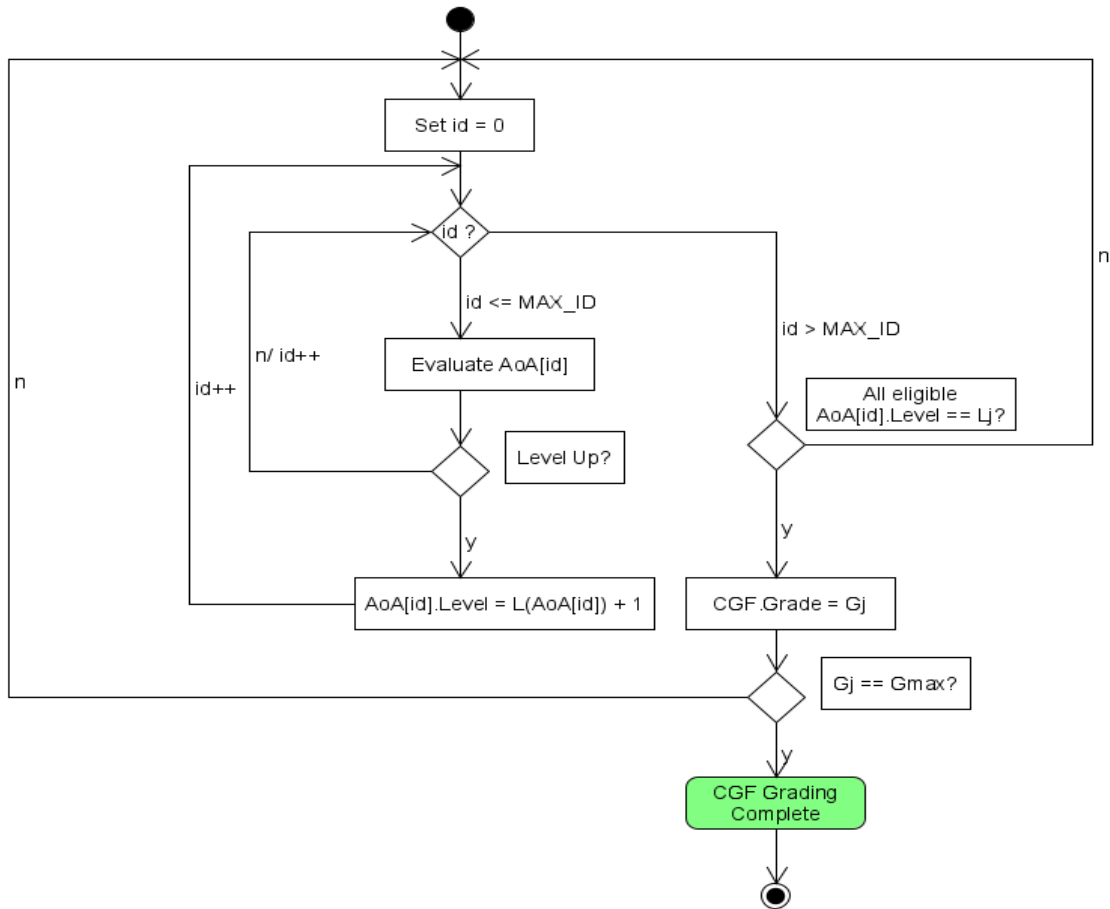 Set id = 0
id ?
n
id <= MAX_ID
id > MAX_ID
n/ id++
Evaluate AoA[id]
n
id++
All eligible
AoA[id].Level == Lj?
Level Up?
y
y
AoA[id].Level = L(AoA[id]) + 1
CGF.Grade = Gj
Gj == Gmax?
y
CGF Grading
Complete